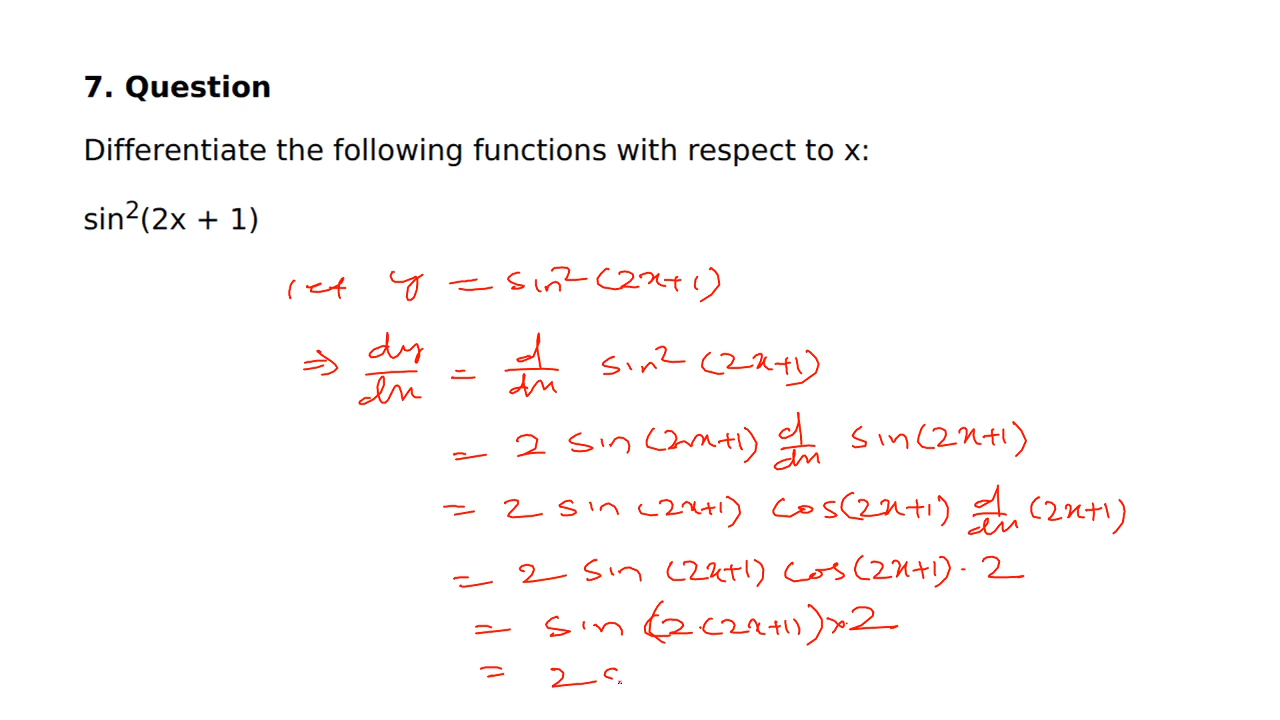 7. Question
Differentiate the following functions with respect to x:
sin²(2x + 1)
let y = sin² (2x+1)
⇒ dy/dx = d/dx sin² (2x+1)
= 2 sin (2x+1) d/dx sin(2x+1)
= 2 sin (2x+1) cos(2x+1) d/dx (2x+1)
= 2 sin (2x+1) cos(2x+1) · 2
= sin (2·(2x+1)) × 2
= 2